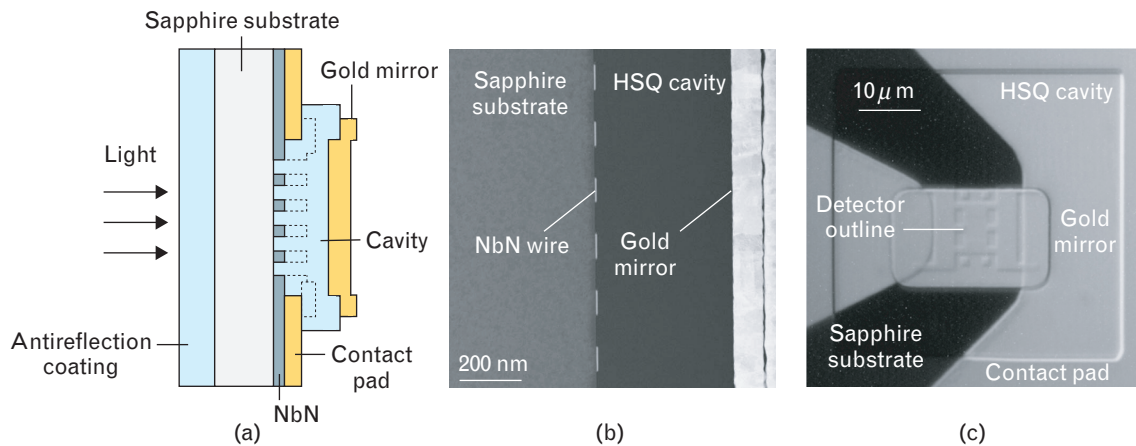 Sapphire substrate
Gold mirror
Light
Cavity
Antireflection
coating
Contact
pad
NbN
(a)
Sapphire
substrate
HSQ cavity
NbN wire
Gold
mirror
200 nm
(b)
10 μm
HSQ cavity
Detector
outline
Gold
mirror
Sapphire
substrate
Contact pad
(c)